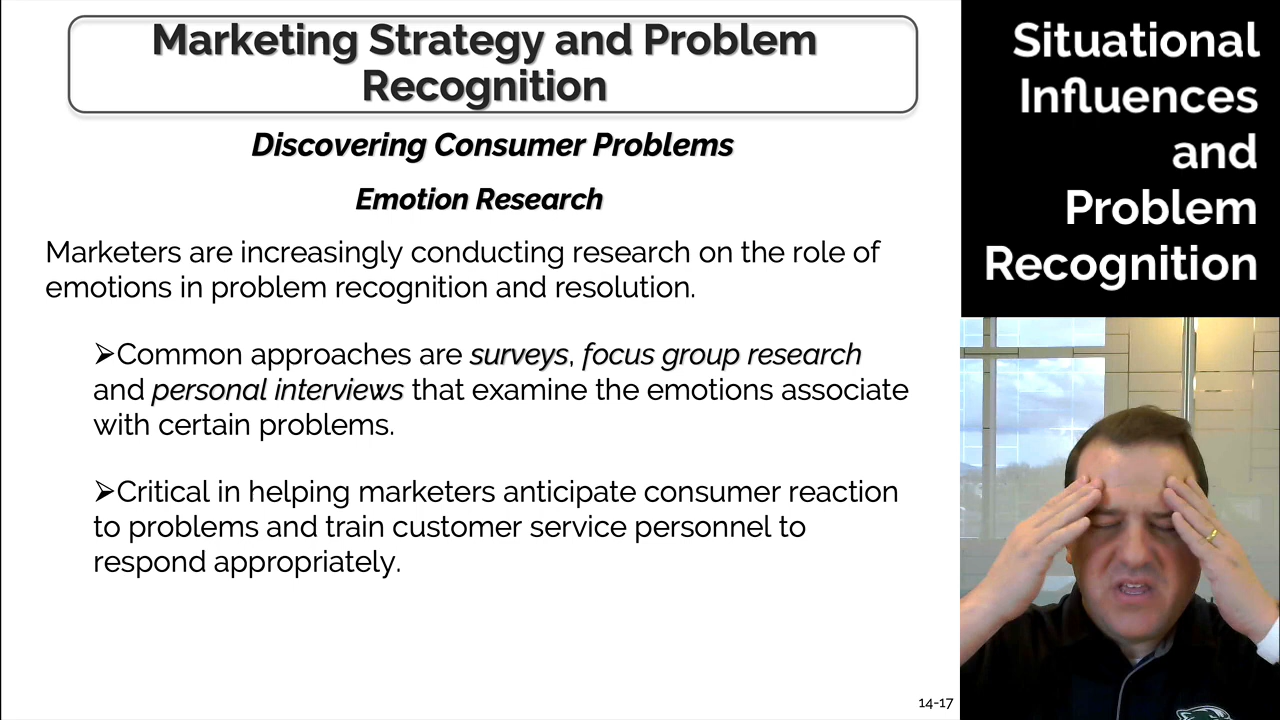 Marketing Strategy and Problem
Recognition
Discovering Consumer Problems
Emotion Research
Marketers are increasingly conducting research on the role of
emotions in problem recognition and resolution.
➢Common approaches are surveys, focus group research
and personal interviews that examine the emotions associate
with certain problems.
➢Critical in helping marketers anticipate consumer reaction
to problems and train customer service personnel to
respond appropriately.
14-17
Situational
Influences
and
Problem
Recognition